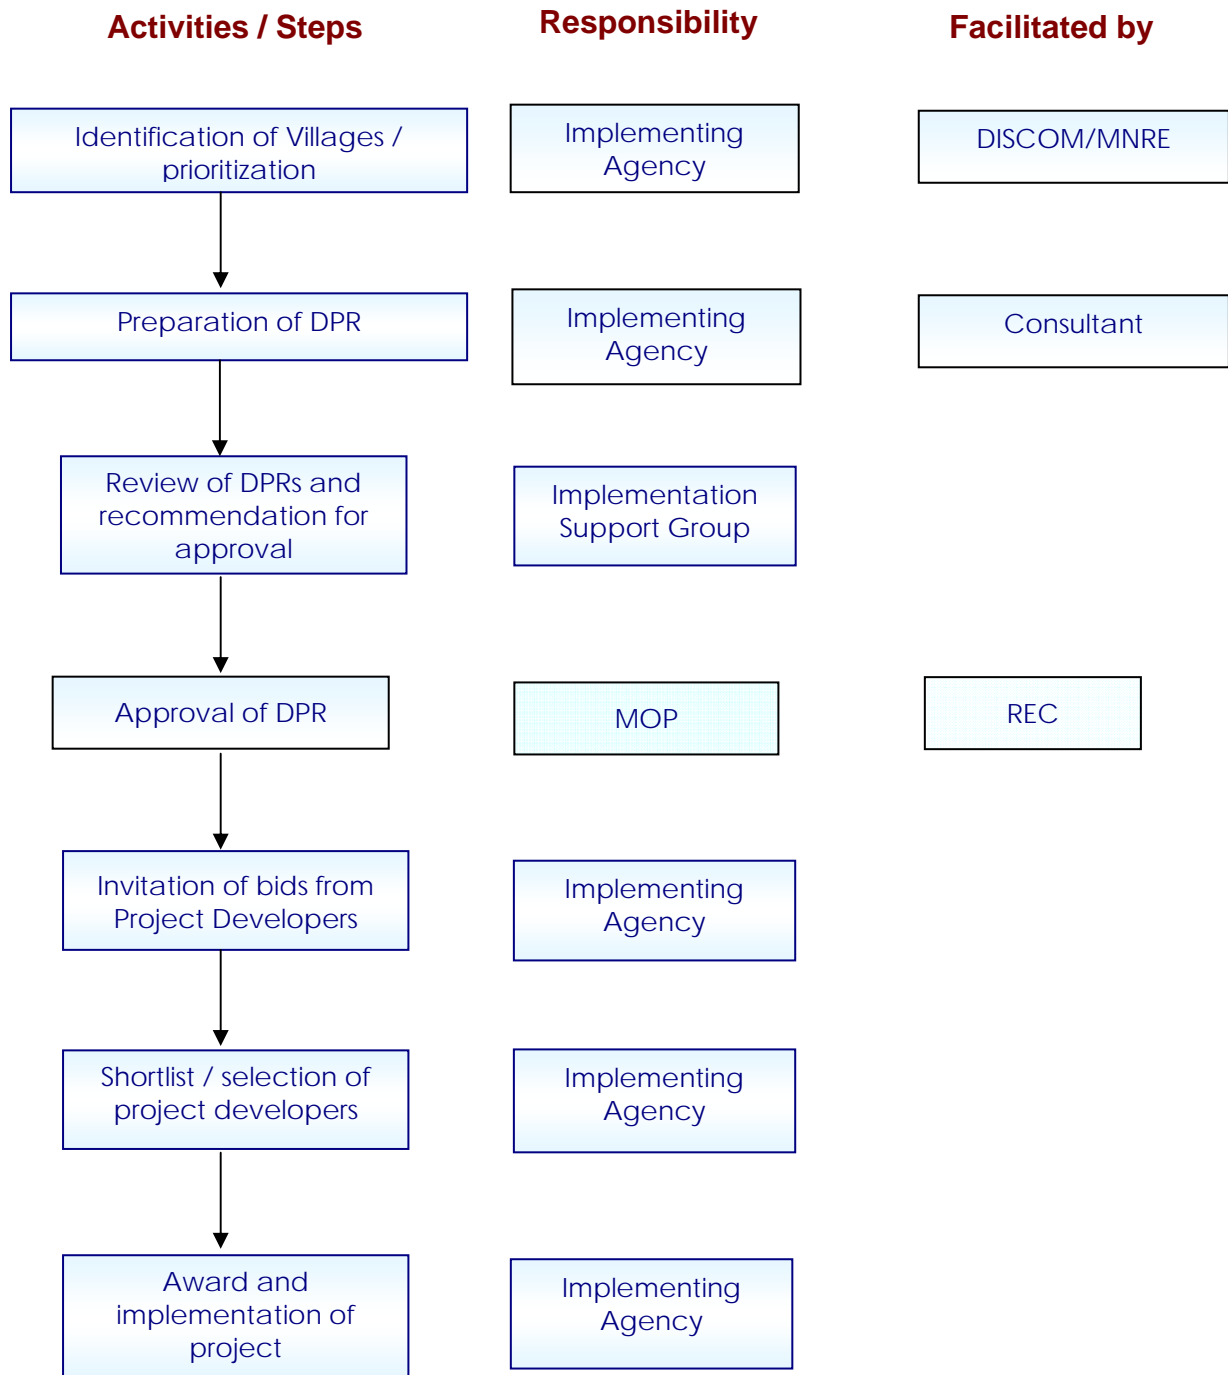 Activities / Steps
Responsibility
Facilitated by
Identification of Villages /
prioritization
Implementing
Agency
DISCOM/MNRE
Preparation of DPR
Implementing
Agency
Consultant
Review of DPRs and
recommendation for
approval
Implementation
Support Group
Approval of DPR
MOP
REC
Invitation of bids from
Project Developers
Implementing
Agency
Shortlist / selection of
project developers
Implementing
Agency
Award and
implementation of
project
Implementing
Agency